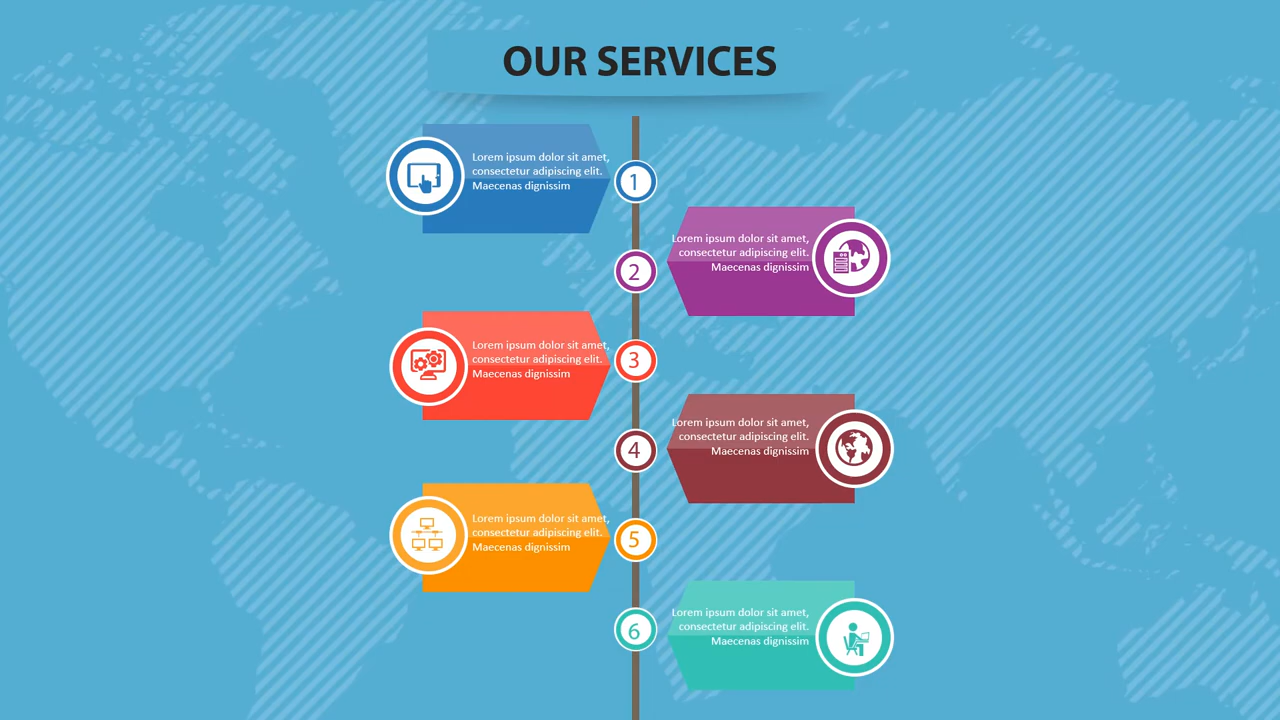 OUR SERVICES
Lorem ipsum dolor sit amet,
consectetur adipiscing elit.
Maecenas dignissim
1
Lorem ipsum dolor sit amet,
consectetur adipiscing elit.
Maecenas dignissim
2
Lorem ipsum dolor sit amet,
consectetur adipiscing elit.
Maecenas dignissim
3
Lorem ipsum dolor sit amet,
consectetur adipiscing elit.
Maecenas dignissim
4
Lorem ipsum dolor sit amet,
consectetur adipiscing elit.
Maecenas dignissim
5
Lorem ipsum dolor sit amet,
consectetur adipiscing elit.
Maecenas dignissim
6